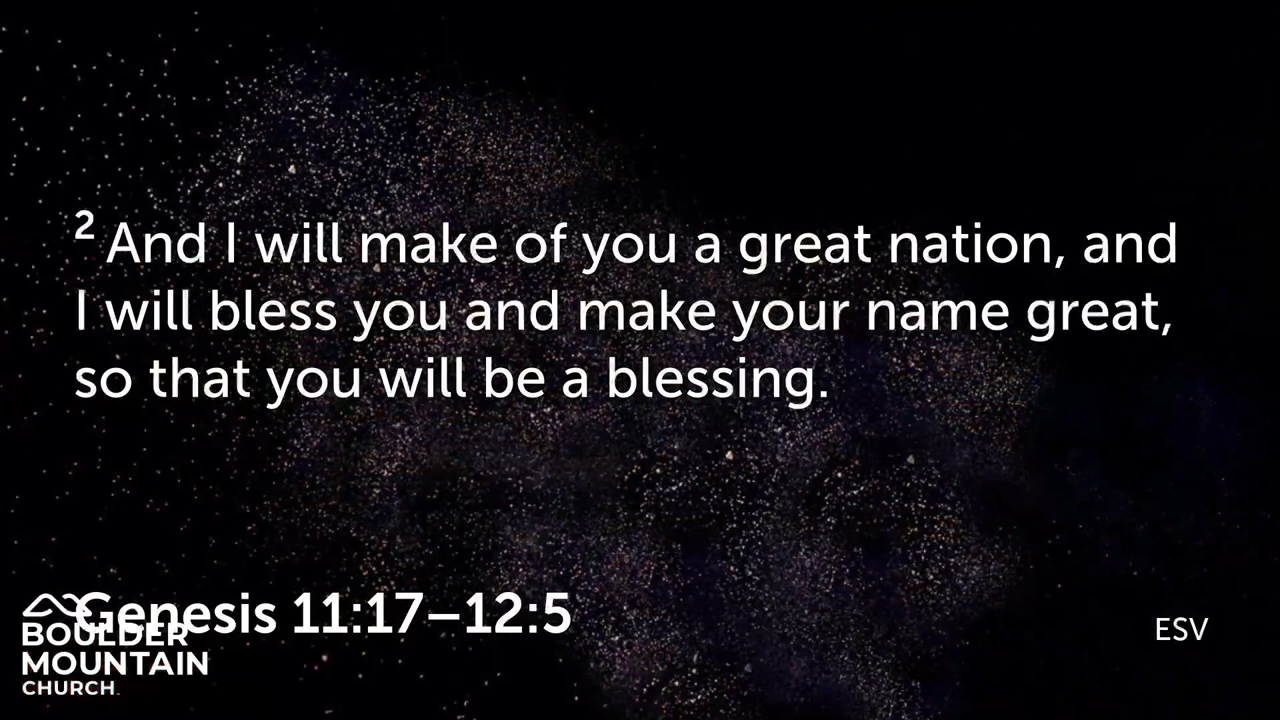 2 And I will make of you a great nation, and
I will bless you and make your name great,
so that you will be a blessing.
Genesis 11:17–12:5
BOULDER
MOUNTAIN
CHURCH.
ESV